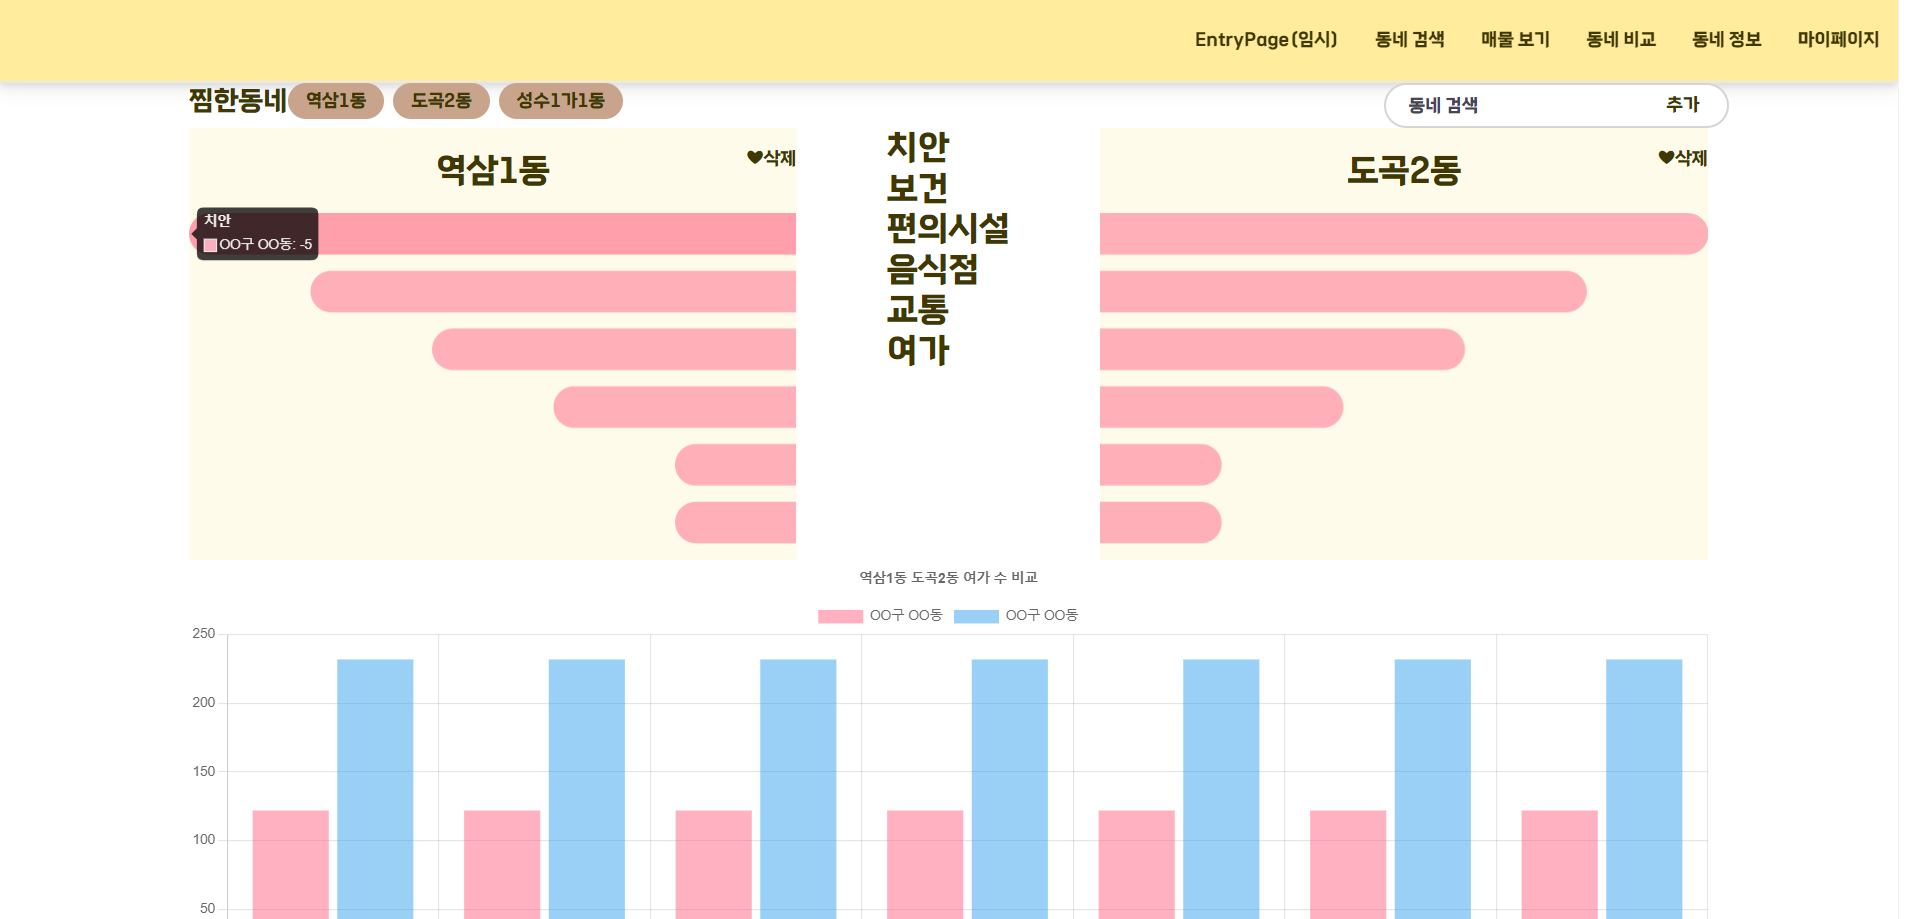 EntryPage(임시) 동네 검색 매물 보기 동네 비교 동네 정보 마이페이지
찜한동네 역삼1동 도곡2동 성수1가1동 동네 검색 추가
역삼1동 ♥삭제
치안
OO구 OO동: -5
치안
보건
편의시설
음식점
교통
여가
도곡2동 ♥삭제
역삼1동 도곡2동 여가 수 비교
OO구 OO동 OO구 OO동
250
200
150
100
50